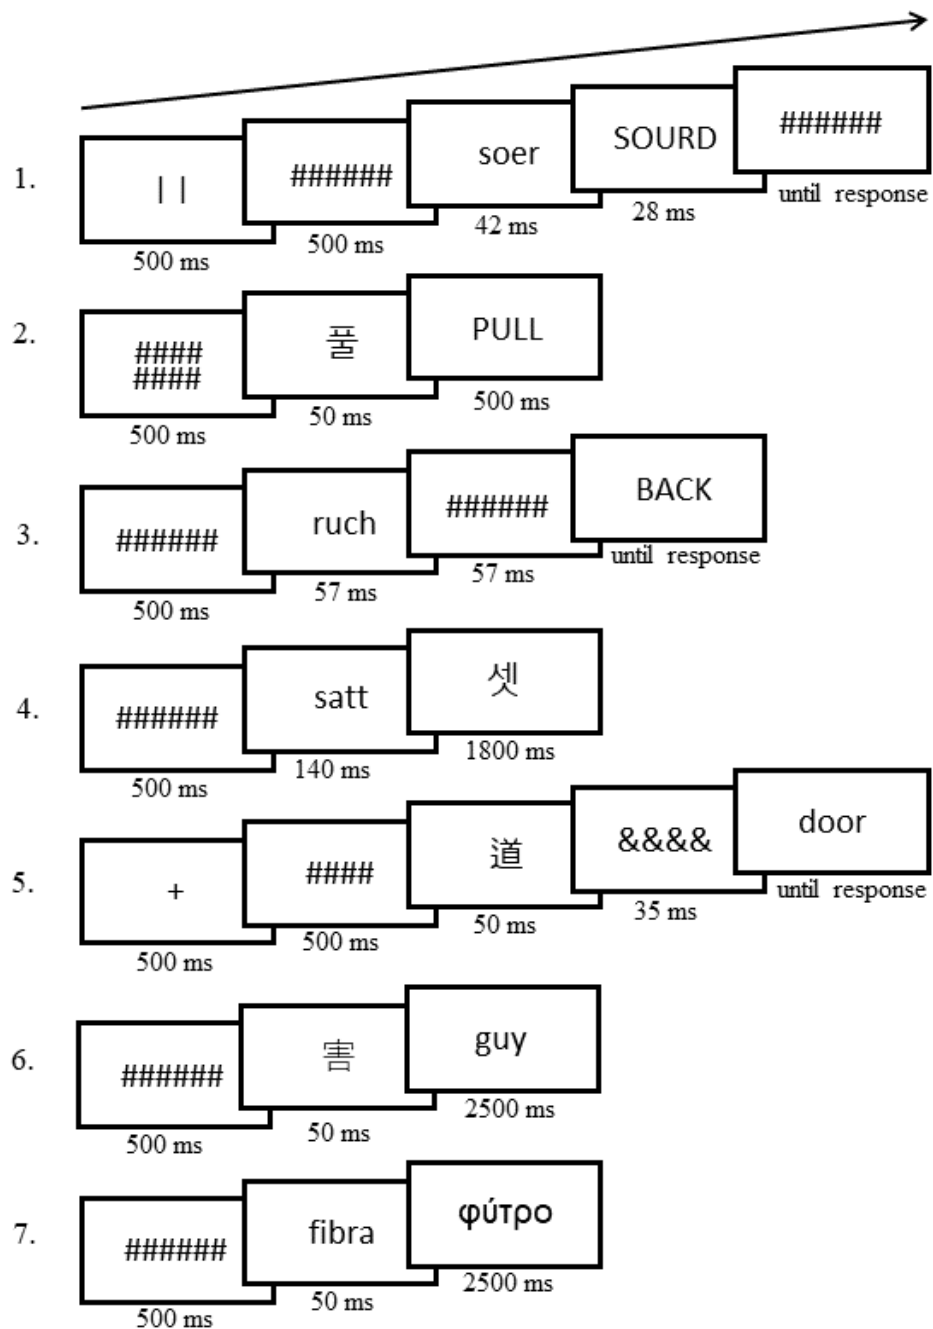 1.
| |
500 ms
######
500 ms
soer
42 ms
SOURD
28 ms
######
until response
2.
####
####
500 ms
풀
50 ms
PULL
500 ms
3.
######
500 ms
ruch
57 ms
######
57 ms
BACK
until response
4.
######
500 ms
satt
140 ms
셋
1800 ms
5.
+
500 ms
####
500 ms
道
50 ms
&&&&
35 ms
door
until response
6.
######
500 ms
害
50 ms
guy
2500 ms
7.
######
500 ms
fibra
50 ms
φύτρο
2500 ms